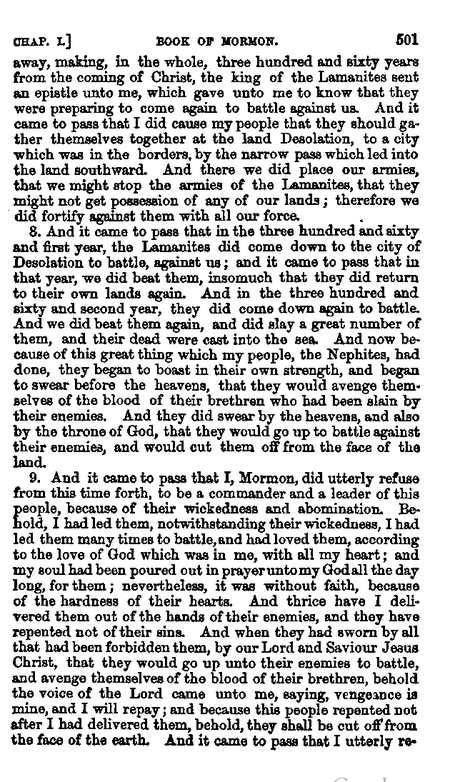 CHAP. I.] BOOK OF MORMON. 501
away, making, in the whole, three hundred and sixty years
from the coming of Christ, the king of the Lamanites sent
an epistle unto me, which gave unto me to know that they
were preparing to come again to battle against us. And it
came to pass that I did cause my people that they should ga-
ther themselves together at the land Desolation, to a city
which was in the borders, by the narrow pass which led into
the land southward. And there we did place our armies,
that we might stop the armies of the Lamanites, that they
might not get possession of any of our lands; therefore we
did fortify against them with all our force.
8. And it came to pass that in the three hundred and sixty
and first year, the Lamanites did come down to the city of
Desolation to battle, against us; and it came to pass that in
that year, we did beat them, insomuch that they did return
to their own lands again. And in the three hundred and
sixty and second year, they did come down again to battle.
And we did beat them again, and did slay a great number of
them, and their dead were cast into the sea. And now be-
cause of this great thing which my people, the Nephites, had
done, they began to boast in their own strength, and began
to swear before the heavens, that they would avenge them-
selves of the blood of their brethren who had been slain by
their enemies. And they did swear by the heavens, and also
by the throne of God, that they would go up to battle against
their enemies, and would cut them off from the face of the
land.
9. And it came to pass that I, Mormon, did utterly refuse
from this time forth, to be a commander and a leader of this
people, because of their wickedness and abomination. Be-
hold, I had led them, notwithstanding their wickedness, I had
led them many times to battle, and had loved them, according
to the love of God which was in me, with all my heart; and
my soul had been poured out in prayer unto my God all the day
long, for them; nevertheless, it was without faith, because
of the hardness of their hearts. And thrice have I deli-
vered them out of the hands of their enemies, and they have
repented not of their sins. And when they had sworn by all
that had been forbidden them, by our Lord and Saviour Jesus
Christ, that they would go up unto their enemies to battle,
and avenge themselves of the blood of their brethren, behold
the voice of the Lord came unto me, saying, vengeance is
mine, and I will repay; and because this people repented not
after I had delivered them, behold, they shall be cut off from
the face of the earth. And it came to pass that I utterly re-